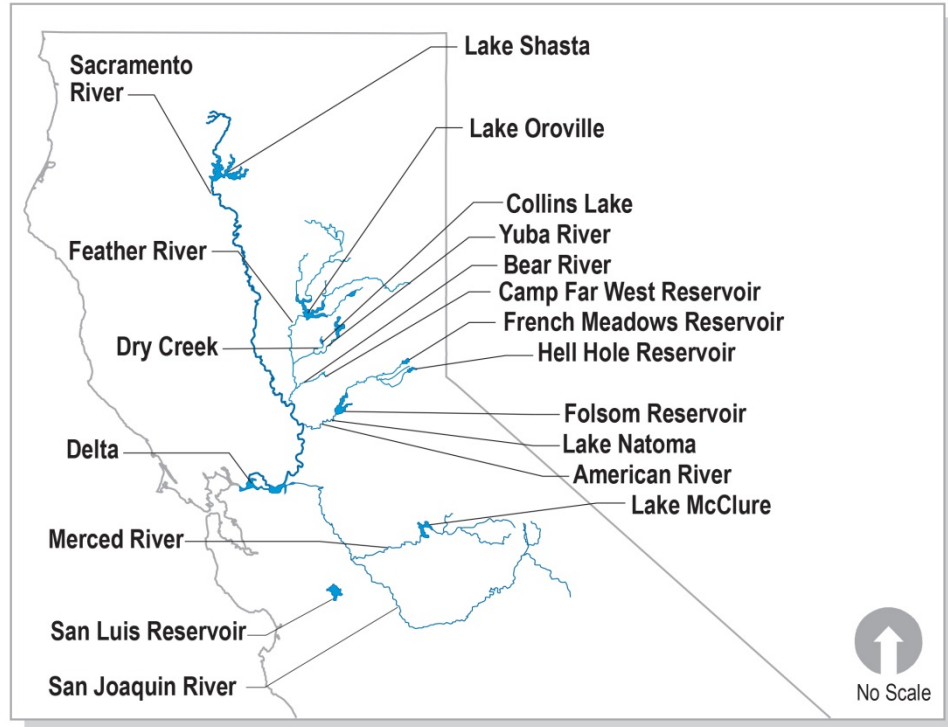 Lake Shasta
Sacramento
River
Lake Oroville
Collins Lake
Yuba River
Feather River
Bear River
Camp Far West Reservoir
French Meadows Reservoir
Dry Creek
Hell Hole Reservoir
Folsom Reservoir
Lake Natoma
Delta
American River
Lake McClure
Merced River
San Luis Reservoir
San Joaquin River
No Scale